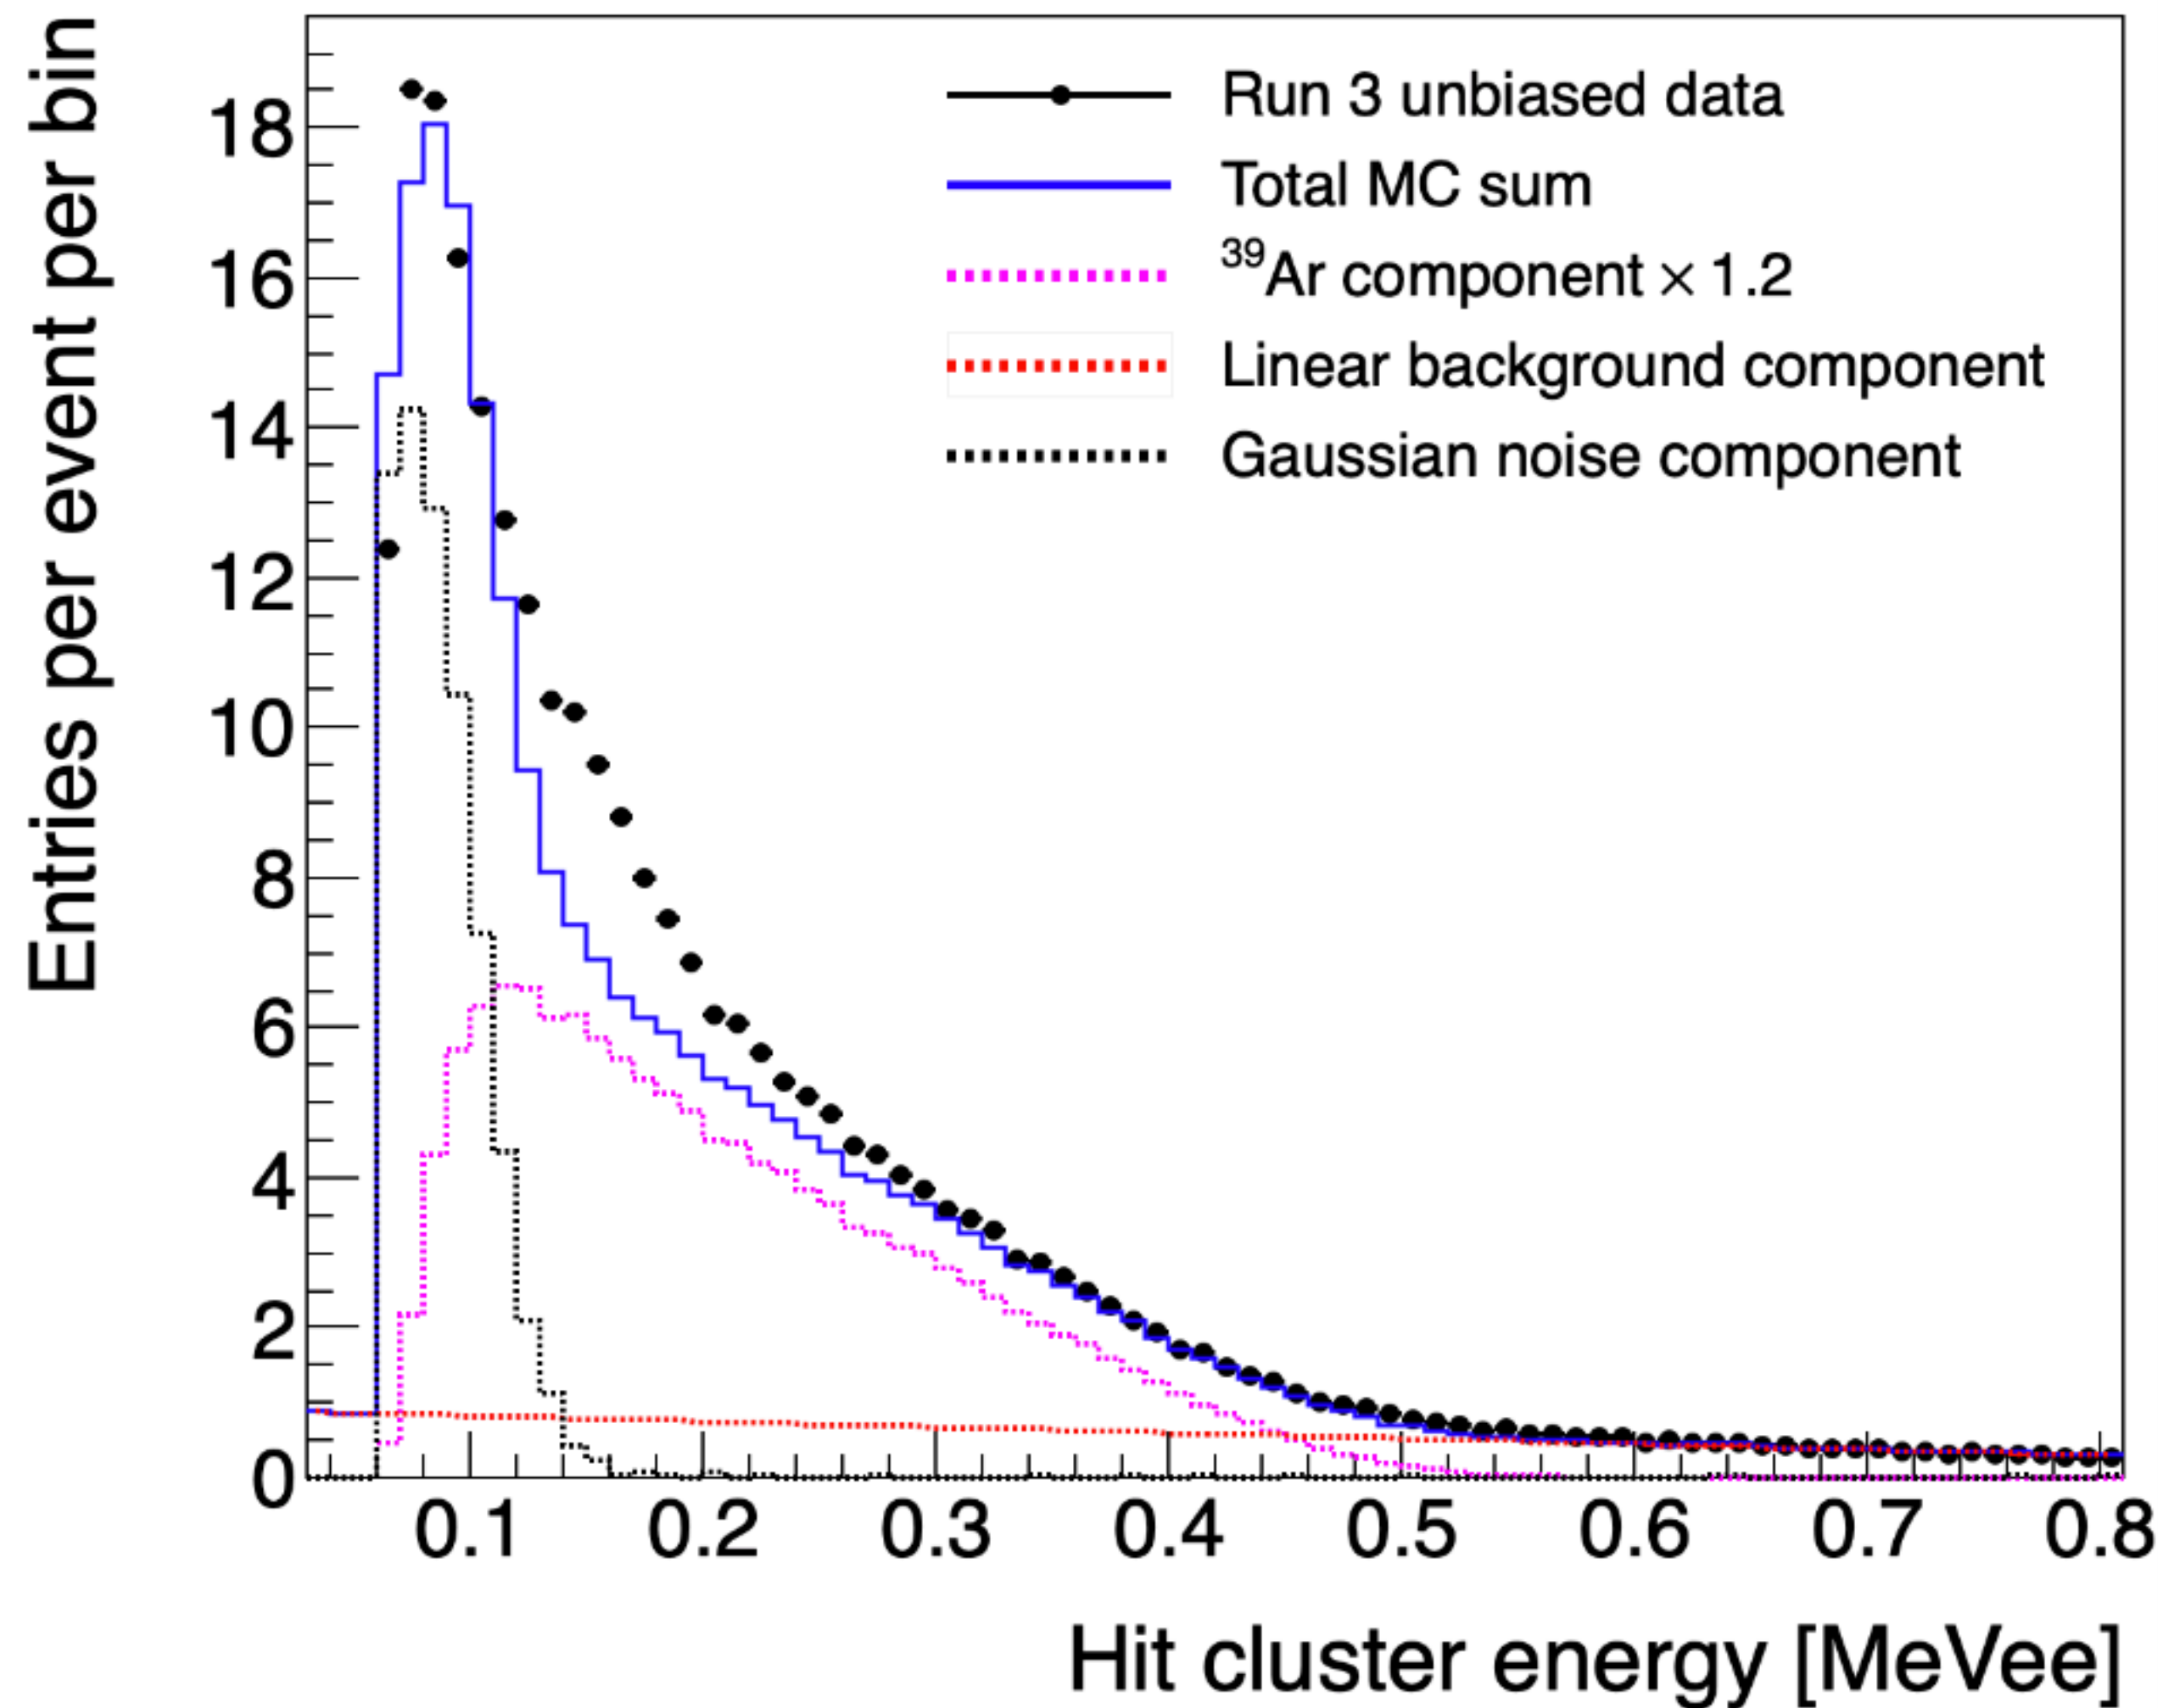 Entries per event per bin
18
16
14
12
10
8
6
4
2
0
Run 3 unbiased data
Total MC sum
³⁹Ar component × 1.2
Linear background component
Gaussian noise component
0.1 0.2 0.3 0.4 0.5 0.6 0.7 0.8
Hit cluster energy [MeVee]